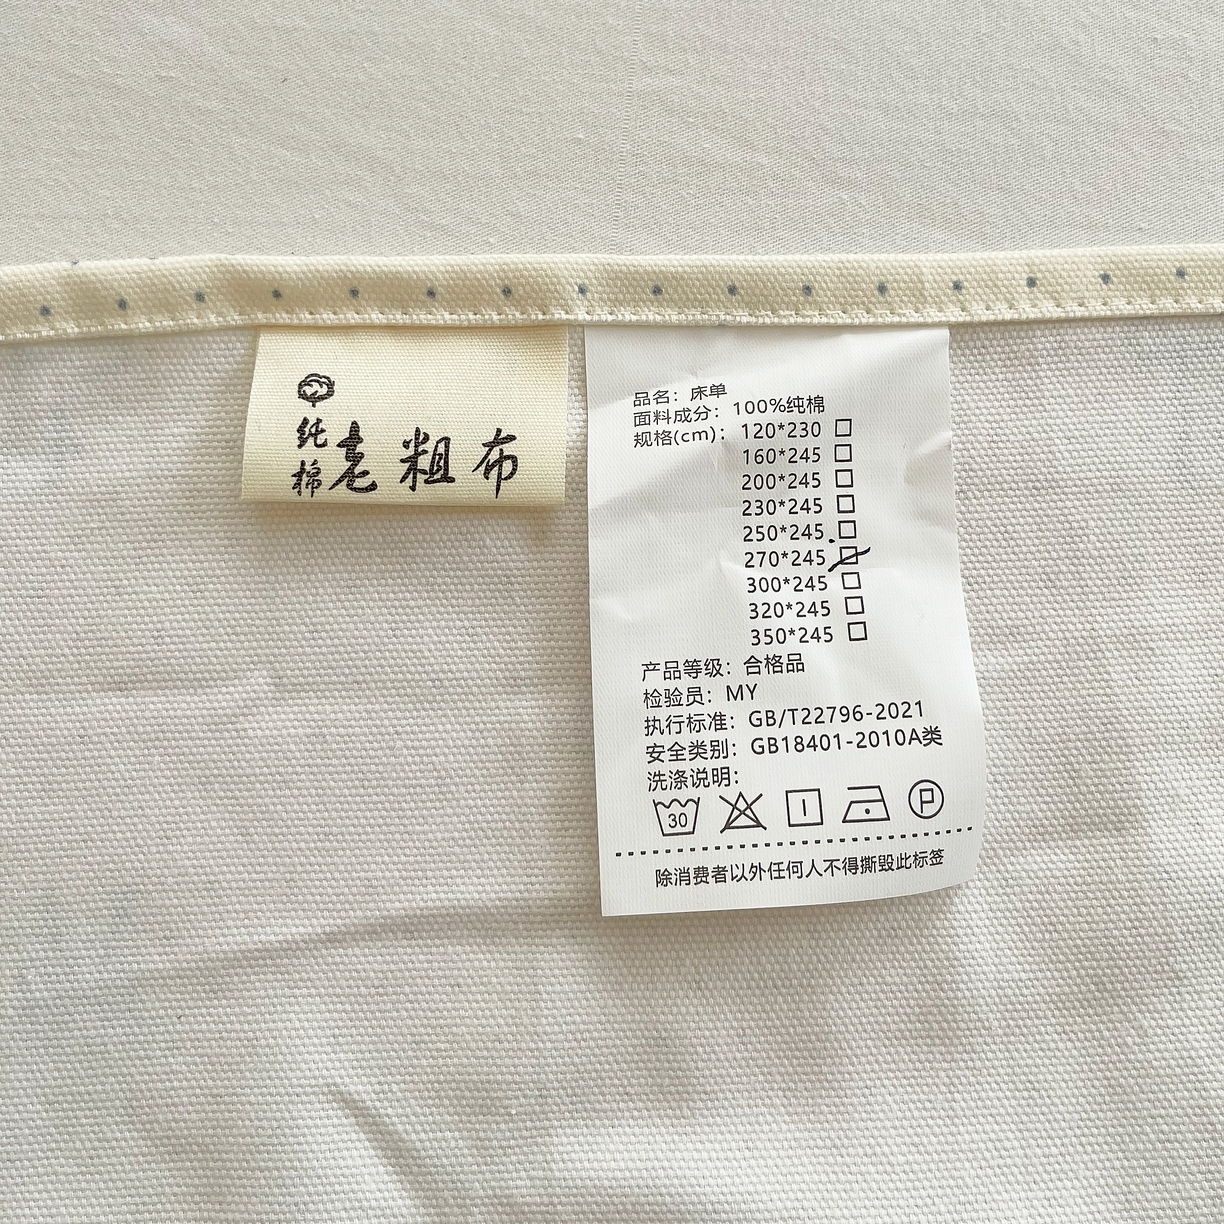 纯棉 老粗布
品名：床单
面料成分：100%纯棉
规格(cm)：120*230 □
160*245 □
200*245 □
230*245 □
250*245 □
270*245 □
300*245 □
320*245 □
350*245 □
产品等级：合格品
检验员：MY
执行标准：GB/T22796-2021
安全类别：GB18401-2010A类
洗涤说明：
30 P
除消费者以外任何人不得撕毁此标签